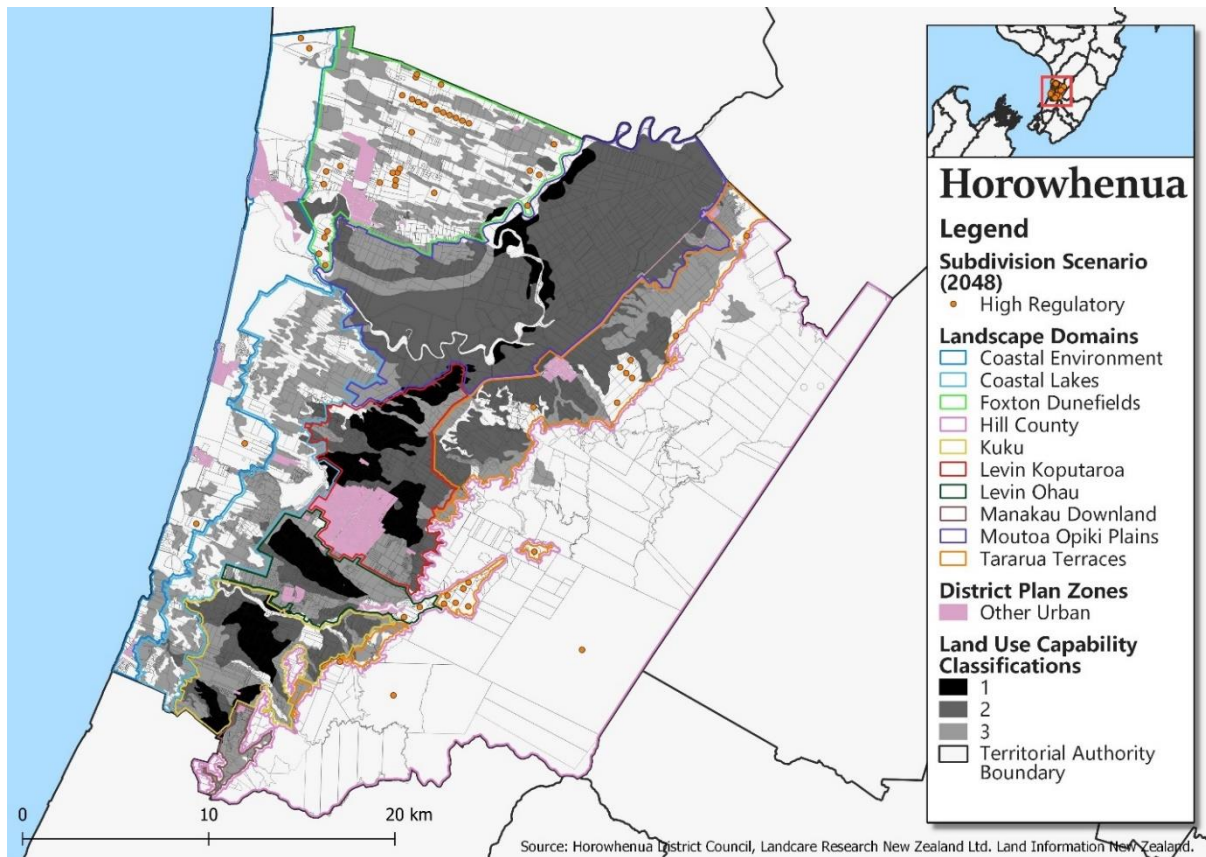 Horowhenua
Legend
Subdivision Scenario
(2048)
High Regulatory
Landscape Domains
Coastal Environment
Coastal Lakes
Foxton Dunefields
Hill County
Kuku
Levin Koputaroa
Levin Ohau
Manakau Downland
Moutoa Opiki Plains
Tararua Terraces
District Plan Zones
Other Urban
Land Use Capability
Classifications
1
2
3
Territorial Authority
Boundary
0 10 20 km
Source: Horowhenua District Council, Landcare Research New Zealand Ltd. Land Information New Zealand.